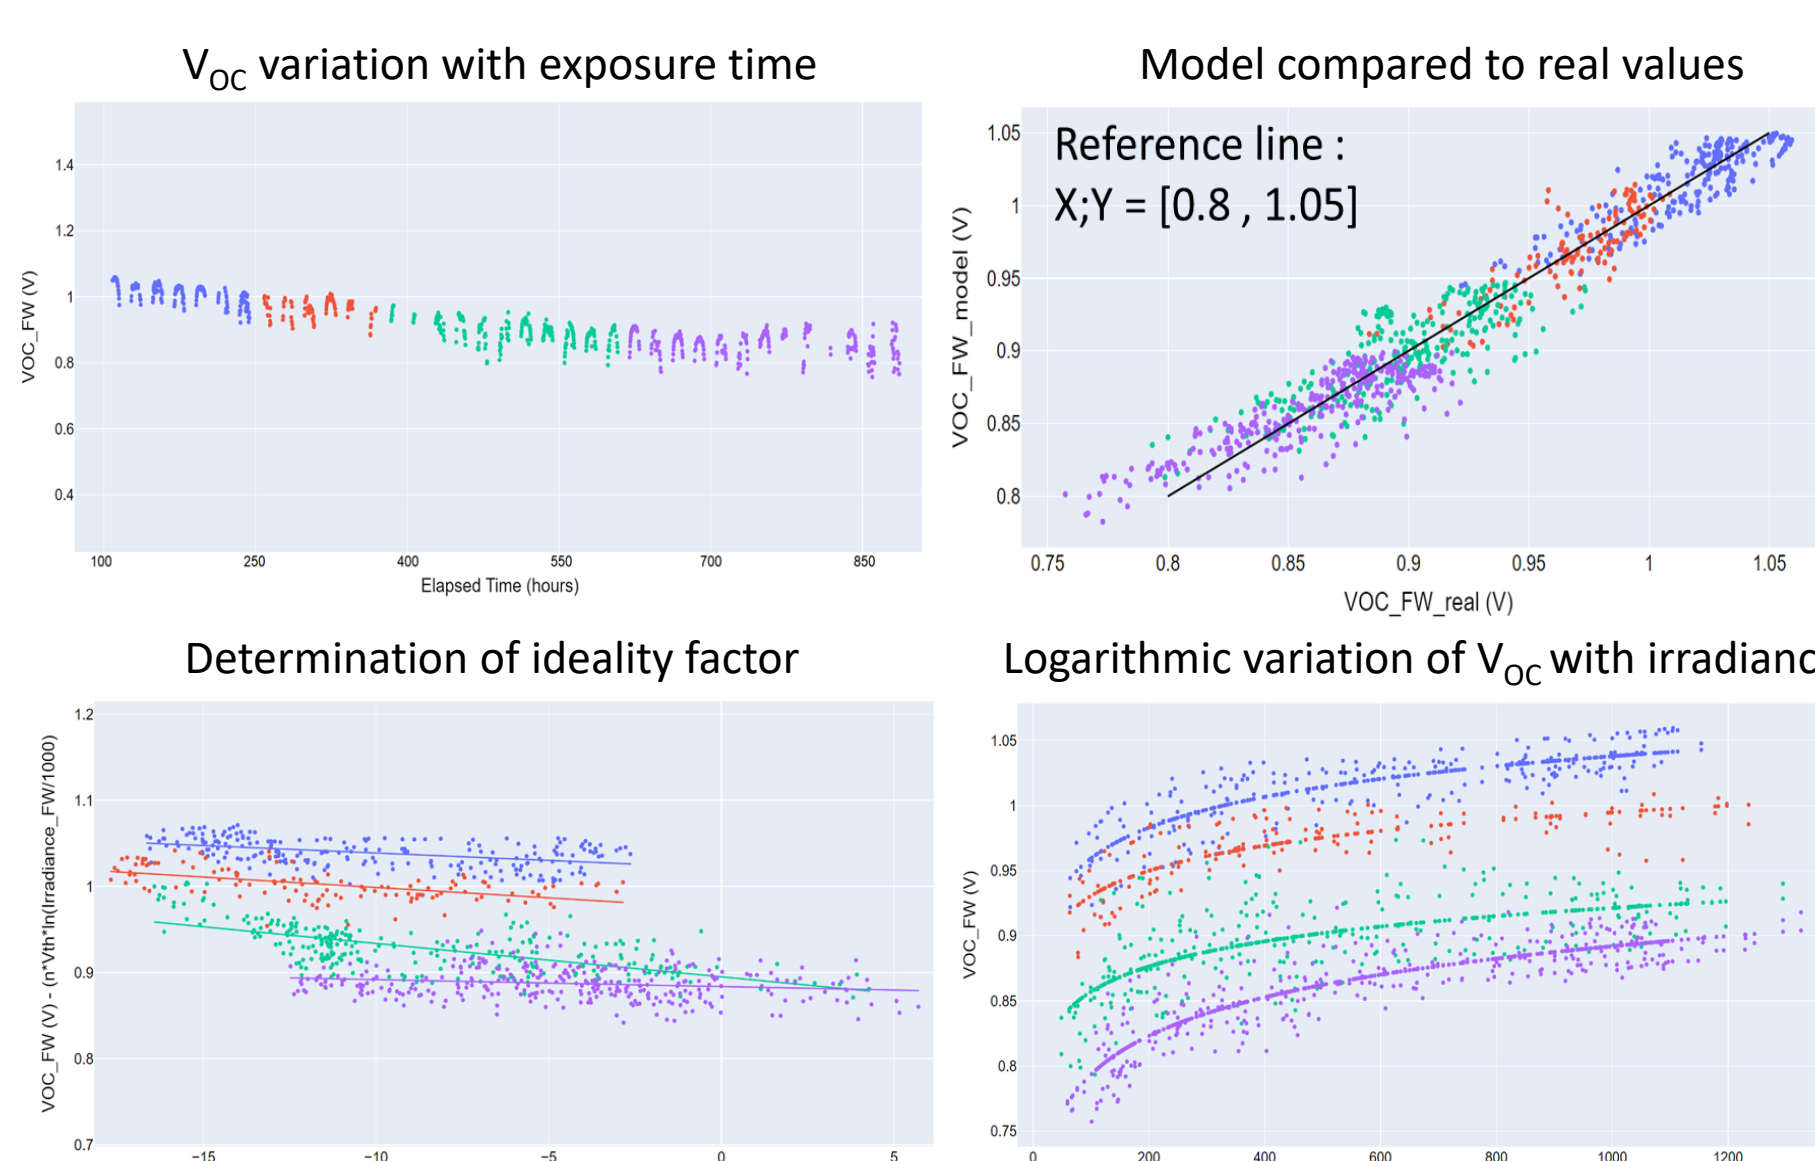 V_OC variation with exposure time
1.4
1.2
1
0.8
0.6
0.4
VOC_FW (V)
100 250 400 550 700 850
Elapsed Time (hours)
Model compared to real values
Reference line :
X;Y = [0.8 , 1.05]
1.05
1
0.95
0.9
0.85
0.8
VOC_FW_model (V)
0.75 0.8 0.85 0.9 0.95 1 1.05
VOC_FW_real (V)
Determination of ideality factor
1.2
1.1
1
0.9
0.8
0.7
VOC_FW (V) - (n*Vth*ln(Irradiance_FW/1000)
−15 −10 −5 0 5
Logarithmic variation of V_OC with irradianc
1.05
1
0.95
0.9
0.85
0.8
0.75
VOC_FW (V)
0 200 400 600 800 1000 1200